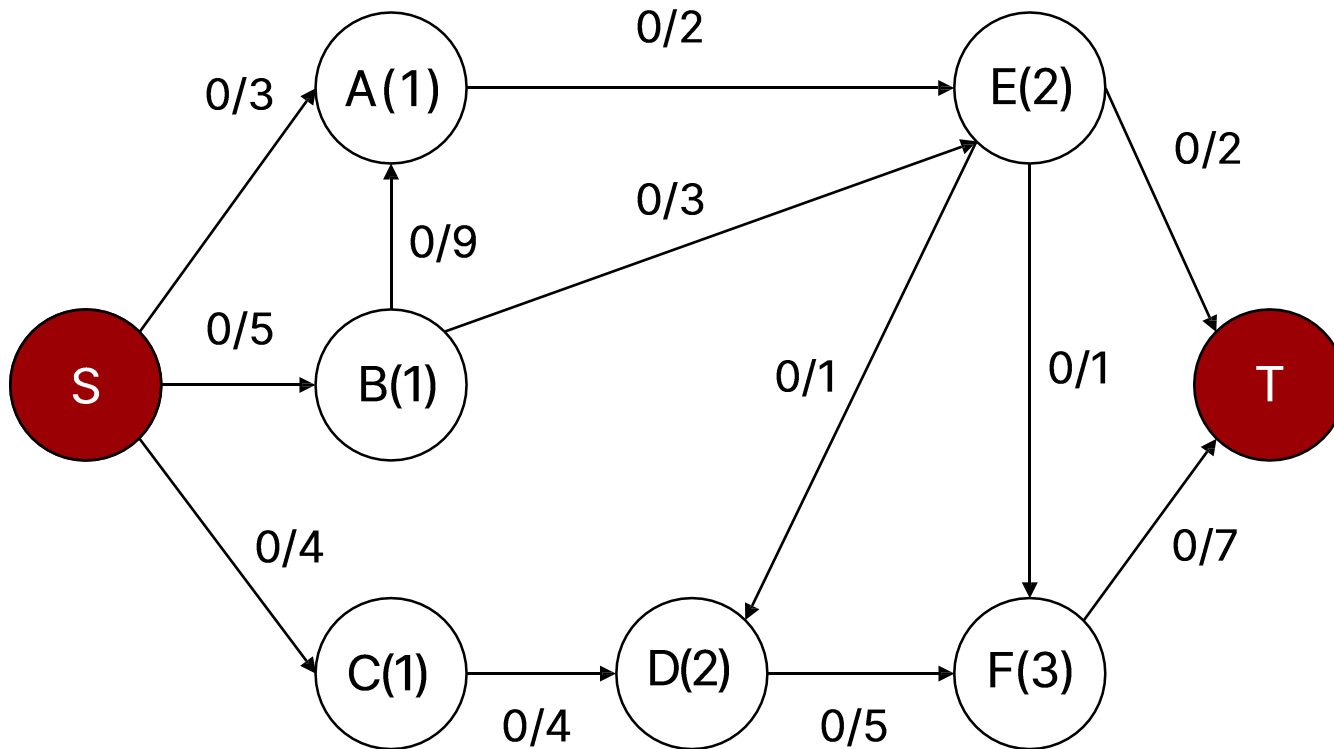 0/2
A(1)
E(2)
0/3
0/2
0/3
0/9
0/5
S
B(1)
0/1
0/1
T
0/4
0/7
C(1)
D(2)
F(3)
0/4
0/5